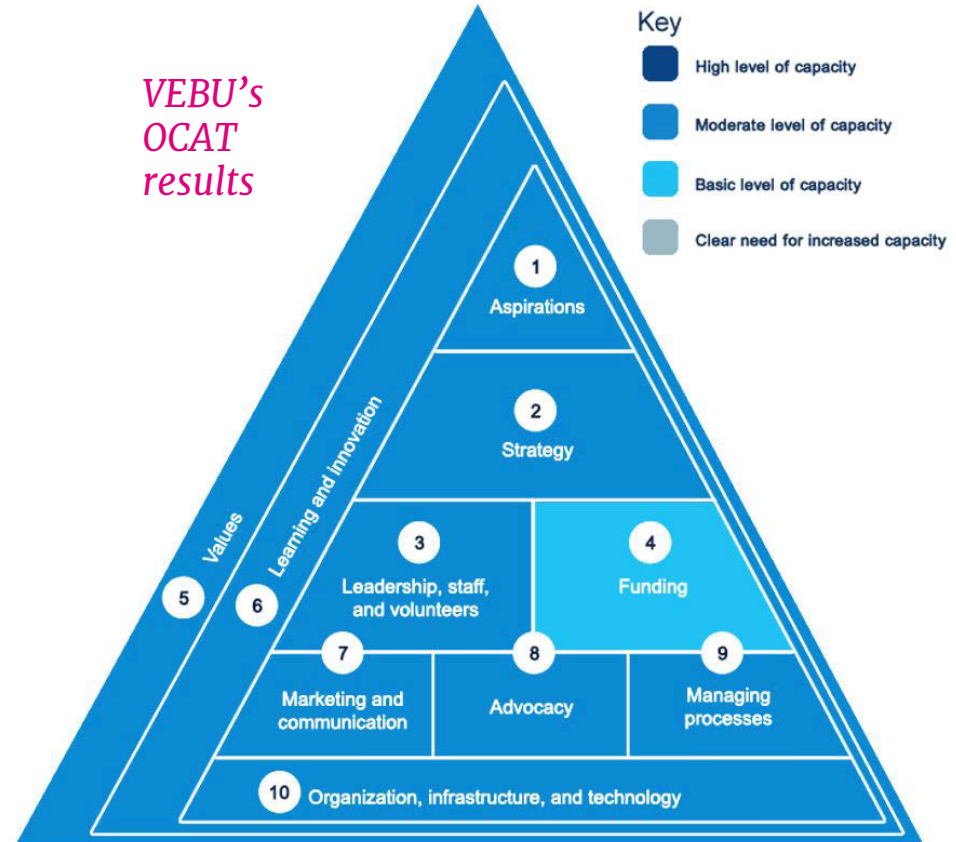 VEBU’s
OCAT
results
Key
High level of capacity
Moderate level of capacity
Basic level of capacity
Clear need for increased capacity
1
Aspirations
2
Strategy
3
Leadership, staff,
and volunteers
4
Funding
5
Values
6
Learning and innovation
7
Marketing and
communication
8
Advocacy
9
Managing
processes
10
Organization, infrastructure, and technology